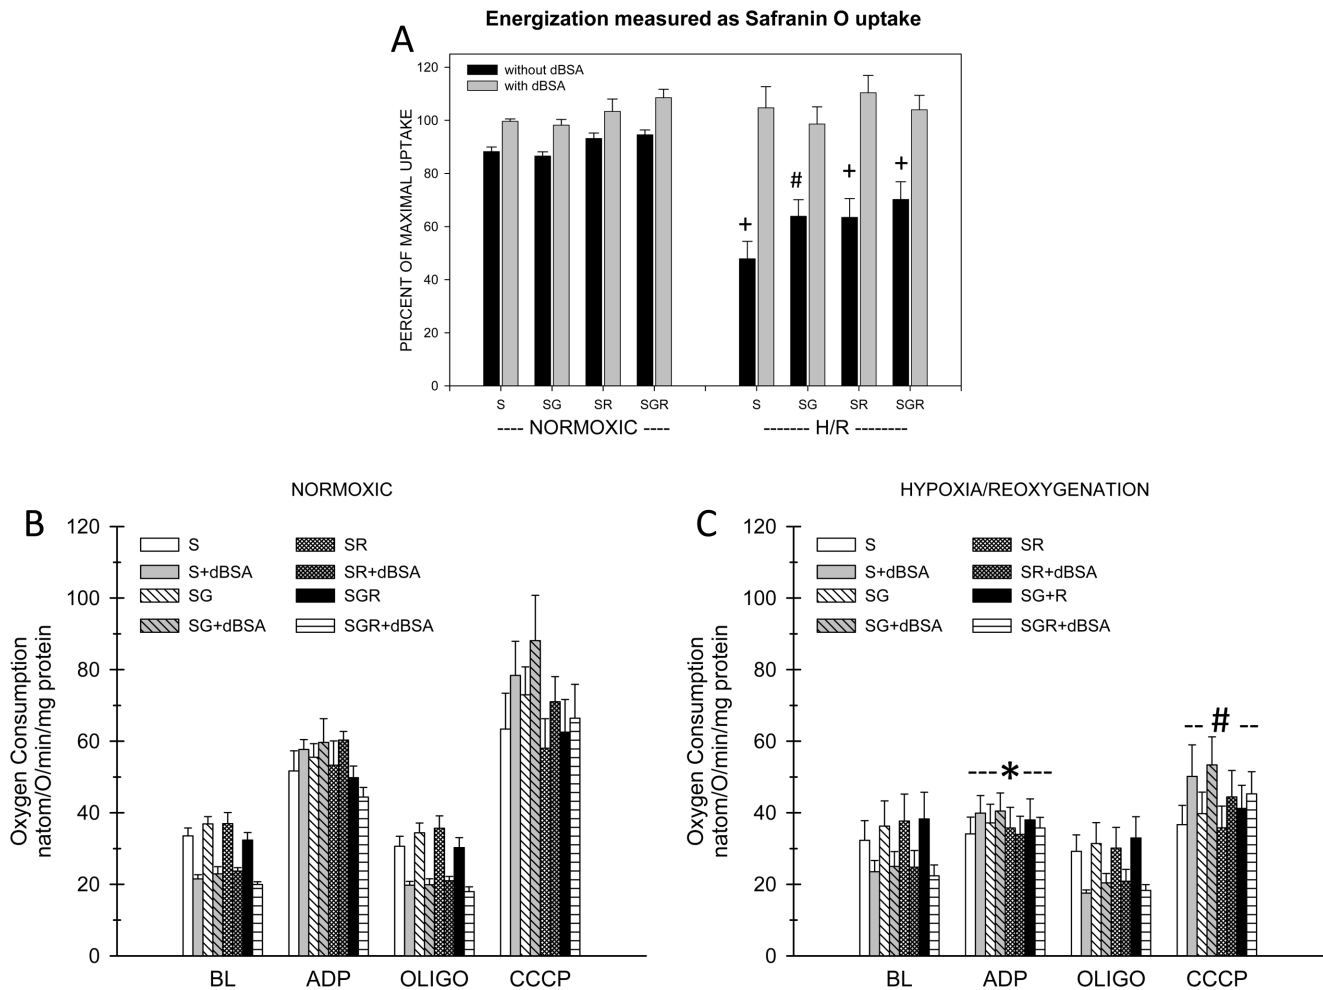 Energization measured as Safranin O uptake
A
PERCENT OF MAXIMAL UPTAKE
120
100
80
60
40
20
0
without dBSA
with dBSA
+
#
+
+
S SG SR SGR S SG SR SGR
---- NORMOXIC ---- ------- H/R --------
B
NORMOXIC
Oxygen Consumption
natom/O/min/mg protein
120
100
80
60
40
20
0
S
S+dBSA
SG
SG+dBSA
SR
SR+dBSA
SGR
SGR+dBSA
BL ADP OLIGO CCCP
C
HYPOXIA/REOXYGENATION
Oxygen Consumption
natom/O/min/mg protein
120
100
80
60
40
20
0
S
S+dBSA
SG
SG+dBSA
SR
SR+dBSA
SG+R
SGR+dBSA
---*---
-- # --
BL ADP OLIGO CCCP